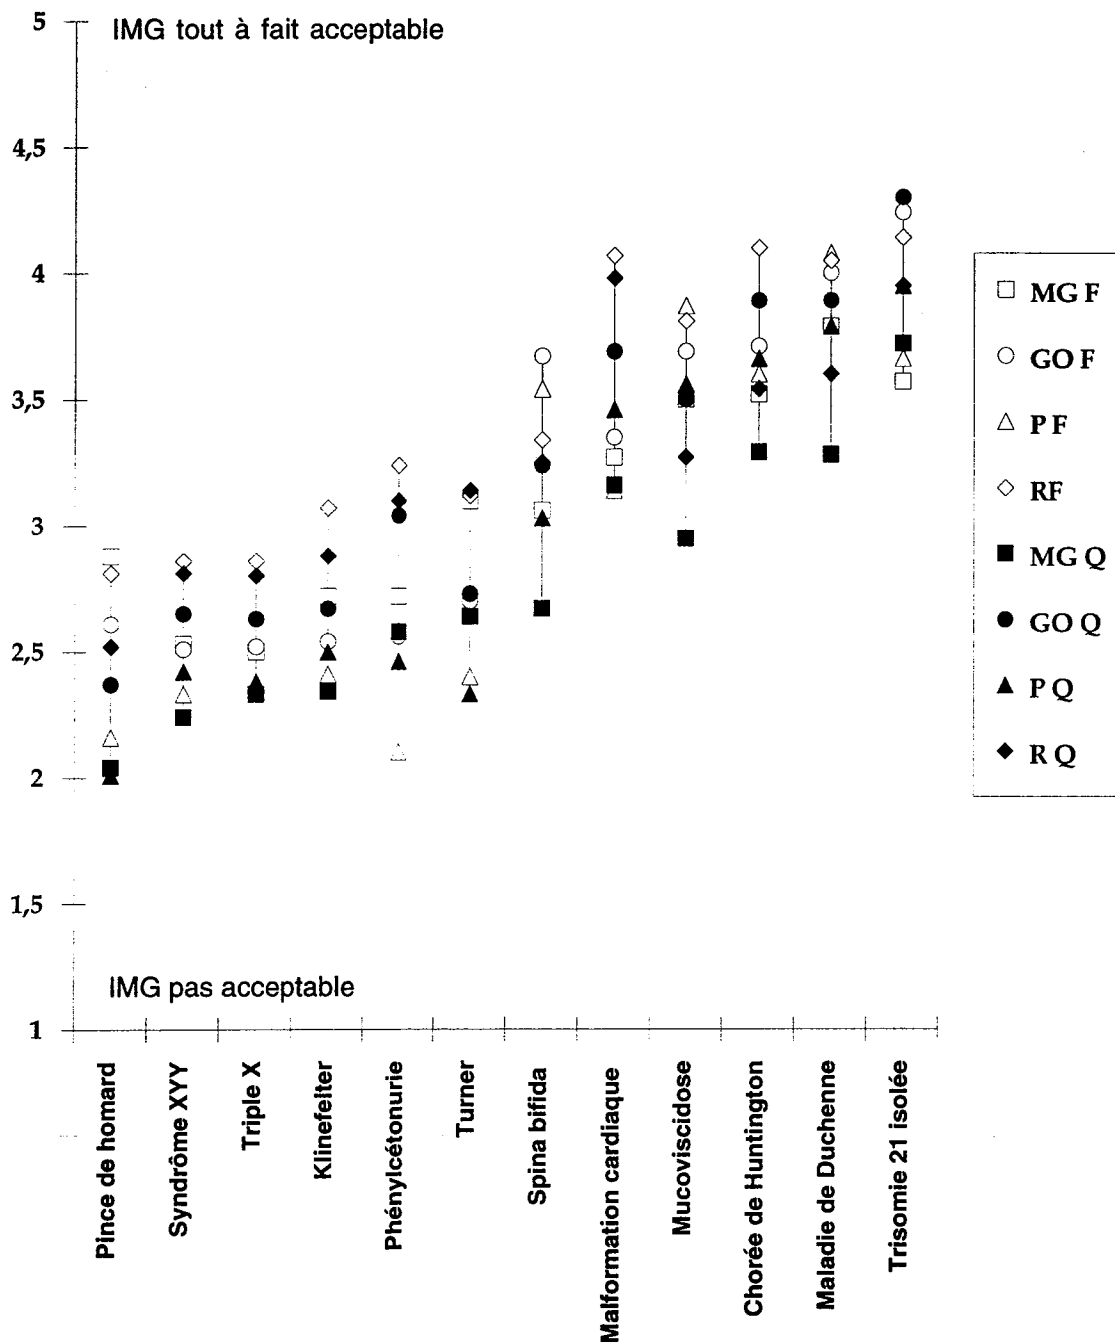 5
IMG tout à fait acceptable
4,5
4
3,5
3
2,5
2
1,5
IMG pas acceptable
1
MG F
GO F
P F
RF
MG Q
GO Q
P Q
R Q
Pince de homard
Syndrôme XYY
Triple X
Klinefelter
Phénylcétonurie
Turner
Spina bifida
Malformation cardiaque
Mucoviscidose
Chorée de Huntington
Maladie de Duchenne
Trisomie 21 isolée